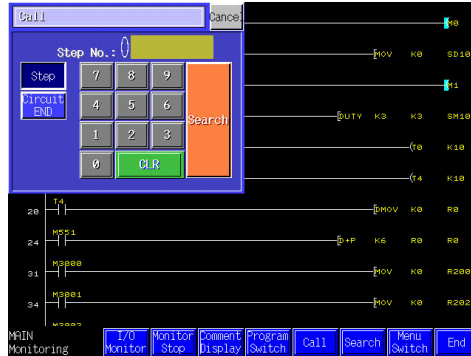 Call
Cancel
M0
Step No.: 0
MOV K0 SD10
Step
7 8 9
M1
Circuit
END
4 5 6
Search
DUTY K3 K3 SM10
1 2 3
T0 K10
0 CLR
T4 K10
20 T4 DMOV K0 R0
24 M551 D+P K6 R0 R0
31 M3000 MOV K0 R200
34 M3001 MOV K0 R202
M3002
MAIN
Monitoring
I/O
Monitor
Monitor
Stop
Comment
Display
Program
Switch
Call
Search
Menu
Switch
End